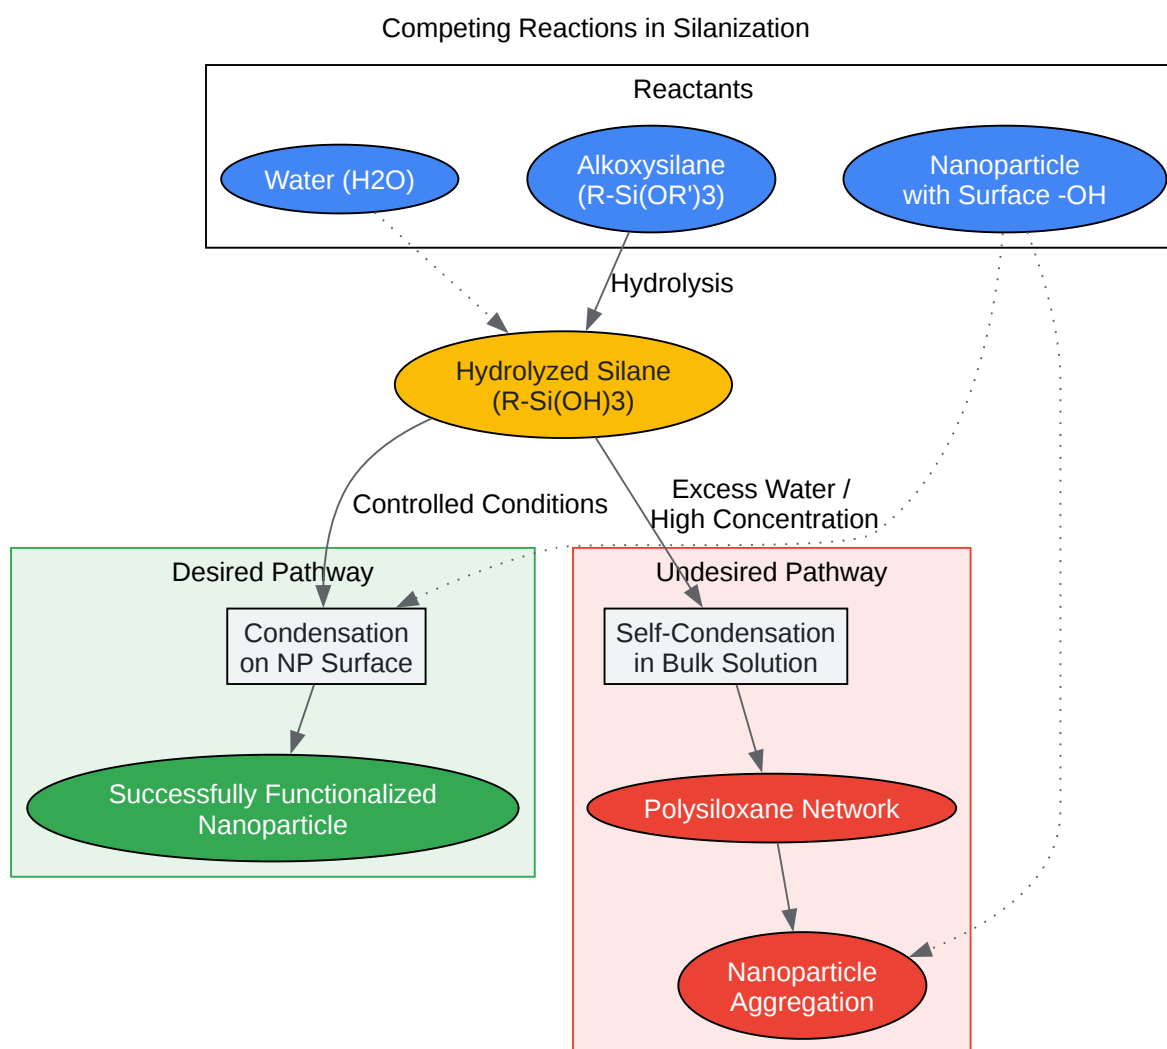 Competing Reactions in Silanization
Reactants
Water (H2O)
Alkoxysilane
(R-Si(OR')3)
Nanoparticle
with Surface -OH
Hydrolysis
Hydrolyzed Silane
(R-Si(OH)3)
Controlled Conditions
Excess Water /
High Concentration
Desired Pathway
Undesired Pathway
Condensation
on NP Surface
Self-Condensation
in Bulk Solution
Successfully Functionalized
Nanoparticle
Polysiloxane Network
Nanoparticle
Aggregation